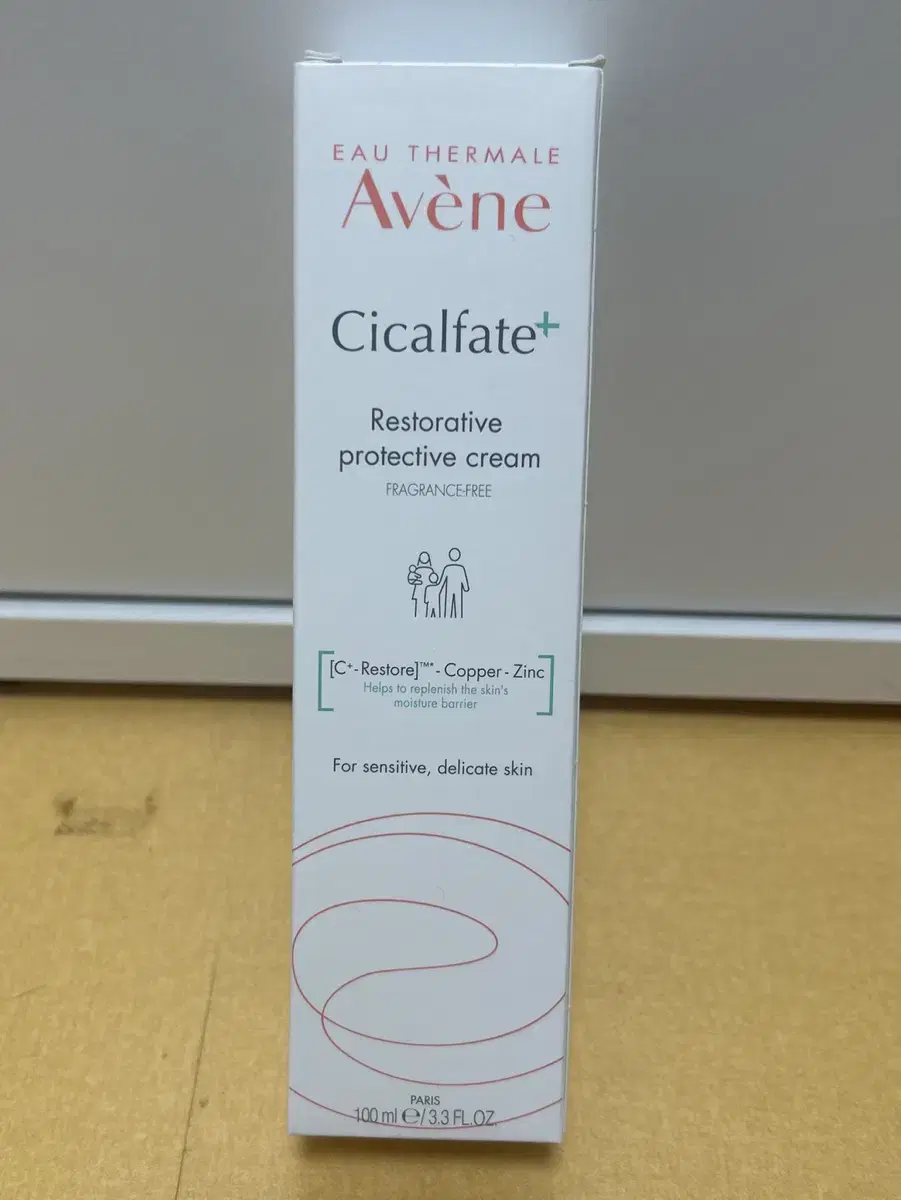 EAU THERMALE
Avène
Cicalfate+
Restorative
protective cream
FRAGRANCE-FREE
[C+-Restore]™* - Copper - Zinc
Helps to replenish the skin's
moisture barrier
For sensitive, delicate skin
PARIS
100 ml ℮/3.3 FL.OZ.